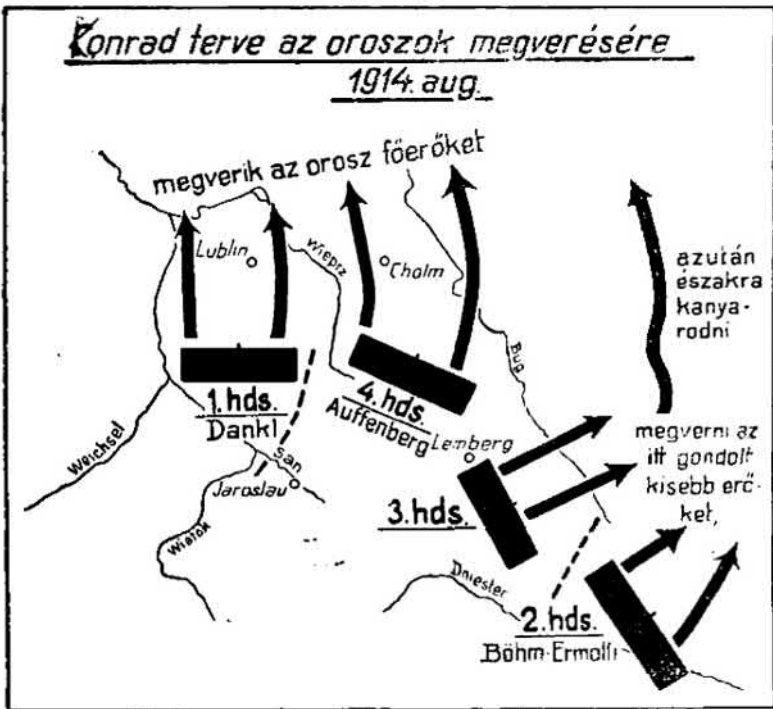 Konrad terve az oroszok megverésére
1914. aug.
megverik az orosz főerőket
Lublin
Wieprz
Cholm
azután
északra
kanya-
rodni
Bug
1. hds.
Dankl
4. hds.
Auffenberg
Lemberg
megverni az
itt gondolt
kisebb erő-
ket,
Weichsel
San
Jaroslau
3. hds.
Wistok
Dniester
2. hds.
Böhm-Ermolli